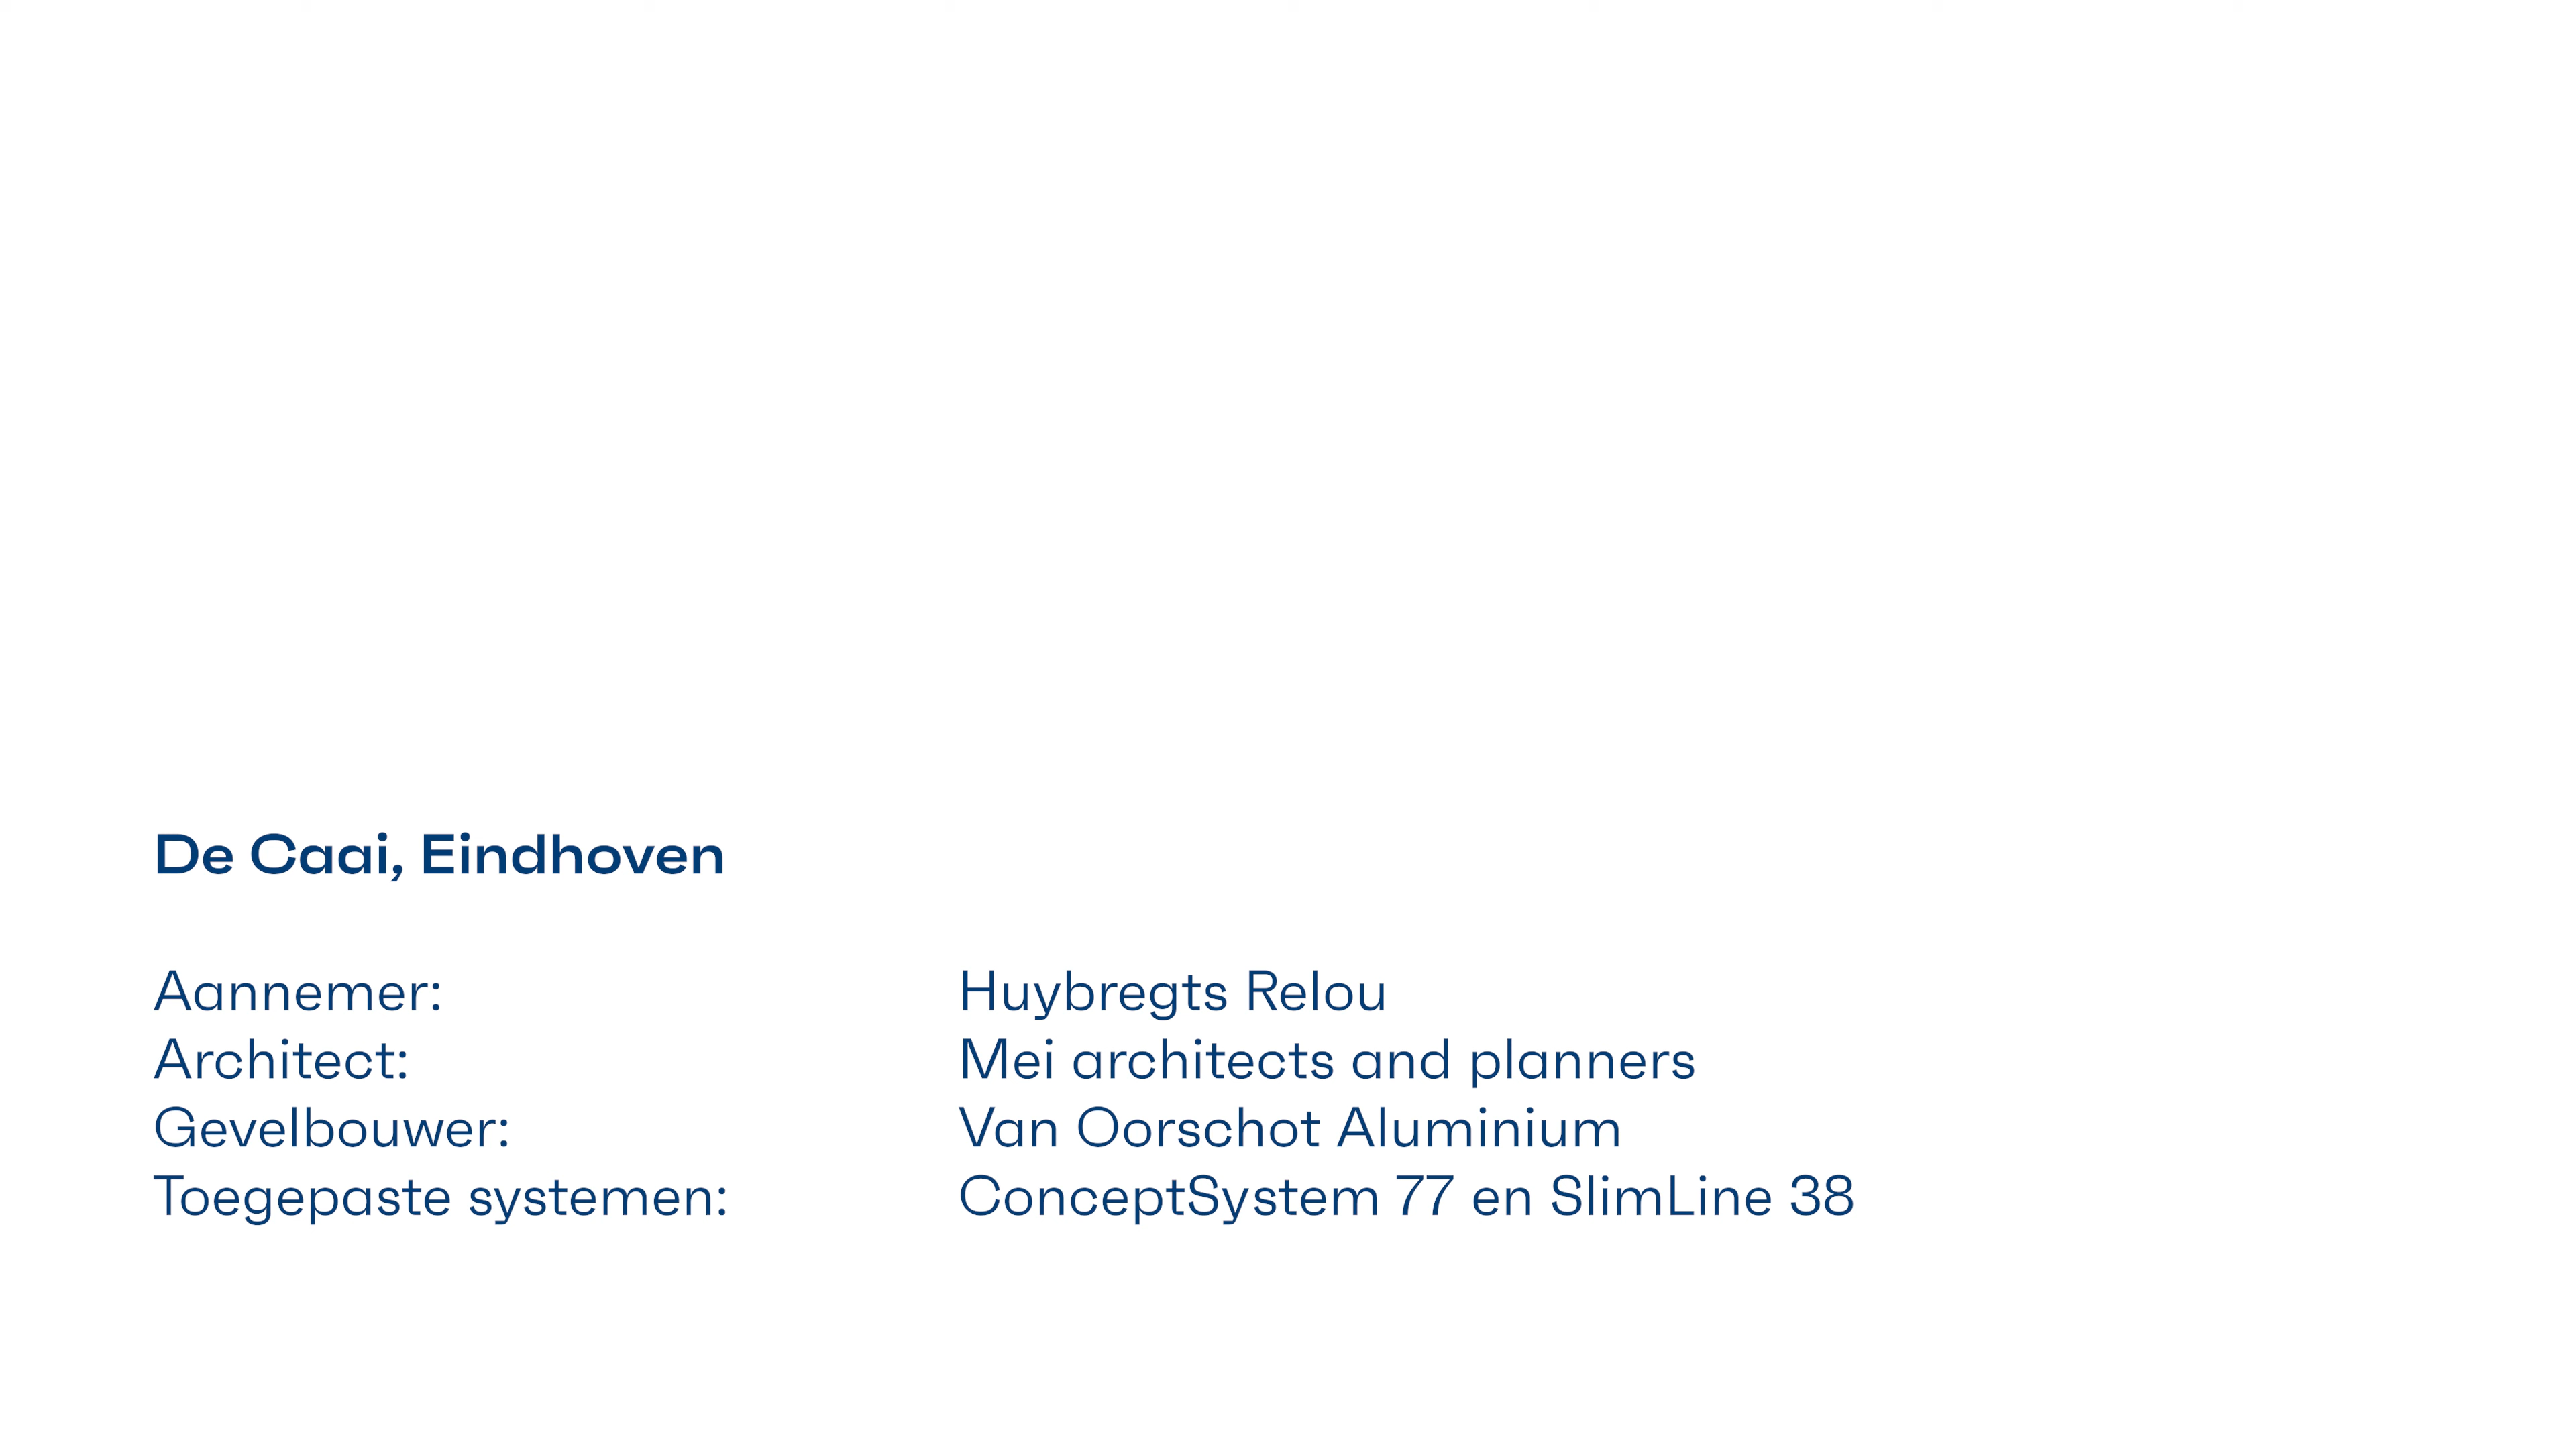 De Caai, Eindhoven
Aannemer: Huybregts Relou
Architect: Mei architects and planners
Gevelbouwer: Van Oorschot Aluminium
Toegepaste systemen: ConceptSystem 77 en SlimLine 38